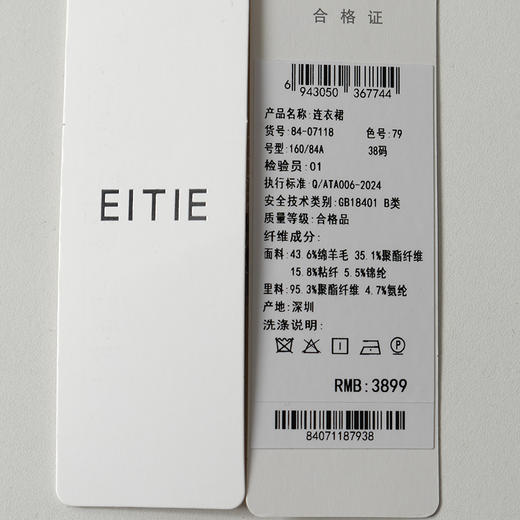 EITIE
合格证
6 943050 367744
产品名称:连衣裙
货号:84-07118 色号:79
号型:160/84A 38码
检验员:01
执行标准:Q/ATA006-2024
安全技术类别:GB18401 B类
质量等级:合格品
纤维成分:
面料:43.6%绵羊毛 35.1%聚酯纤维
15.8%粘纤 5.5%锦纶
里料:95.3%聚酯纤维 4.7%氨纶
产地:深圳
洗涤说明:
P
RMB:3899
84071187938